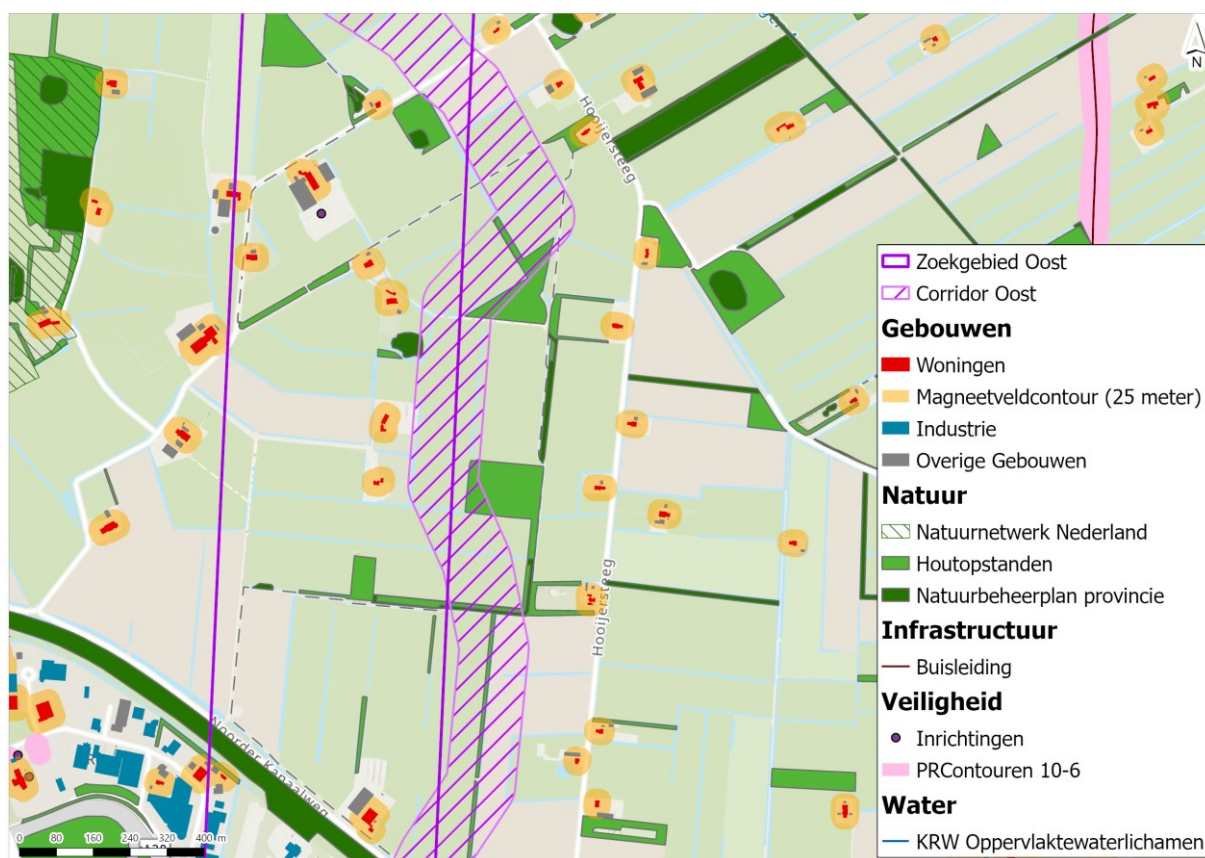 N
Hooijersteeg
Zoekgebied Oost
Corridor Oost
Gebouwen
Woningen
Magneetveldcontour (25 meter)
Industrie
Overige Gebouwen
Natuur
Natuurnetwerk Nederland
Houtopstanden
Natuurbeheerplan provincie
Hooijersteeg
Infrastructuur
Buisleiding
Veiligheid
Noorder Kanaalweg
Inrichtingen
PRContouren 10-6
Water
KRW Oppervlaktewaterlichamen
0 80 160 240 320 400 m